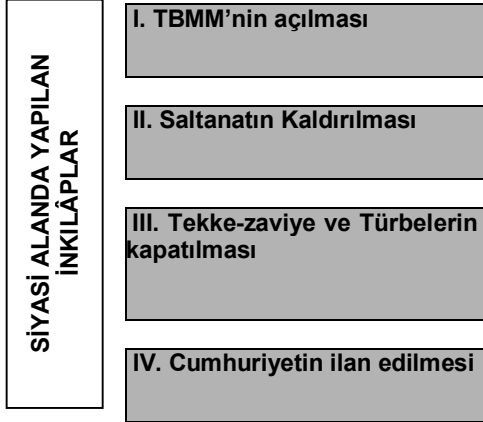 SİYASİ ALANDA YAPILAN
İNKILÂPLAR
I. TBMM’nin açılması
II. Saltanatın Kaldırılması
III. Tekke-zaviye ve Türbelerin
kapatılması
IV. Cumhuriyetin ilan edilmesi